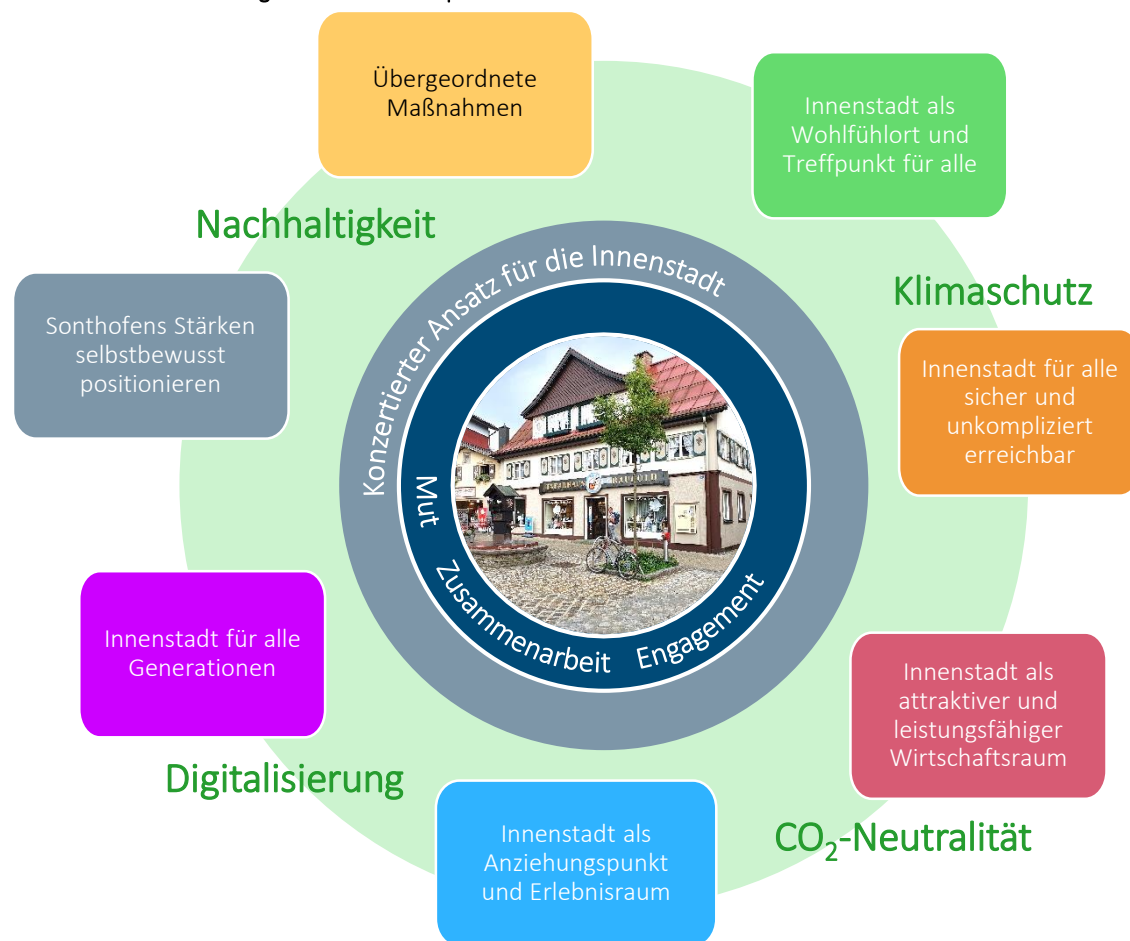 Übergeordnete
Maßnahmen
Innenstadt als
Wohlfühlort und
Treffpunkt für alle
Nachhaltigkeit
Klimaschutz
Konzertierter Ansatz für die Innenstadt
Sonthofens Stärken
selbstbewusst
positionieren
Innenstadt für alle
sicher und
unkompliziert
erreichbar
Mut
Zusammenarbeit
Engagement
Innenstadt für alle
Generationen
Innenstadt als
attraktiver und
leistungsfähiger
Wirtschaftsraum
Digitalisierung
CO₂-Neutralität
Innenstadt als
Anziehungspunkt
und Erlebnisraum